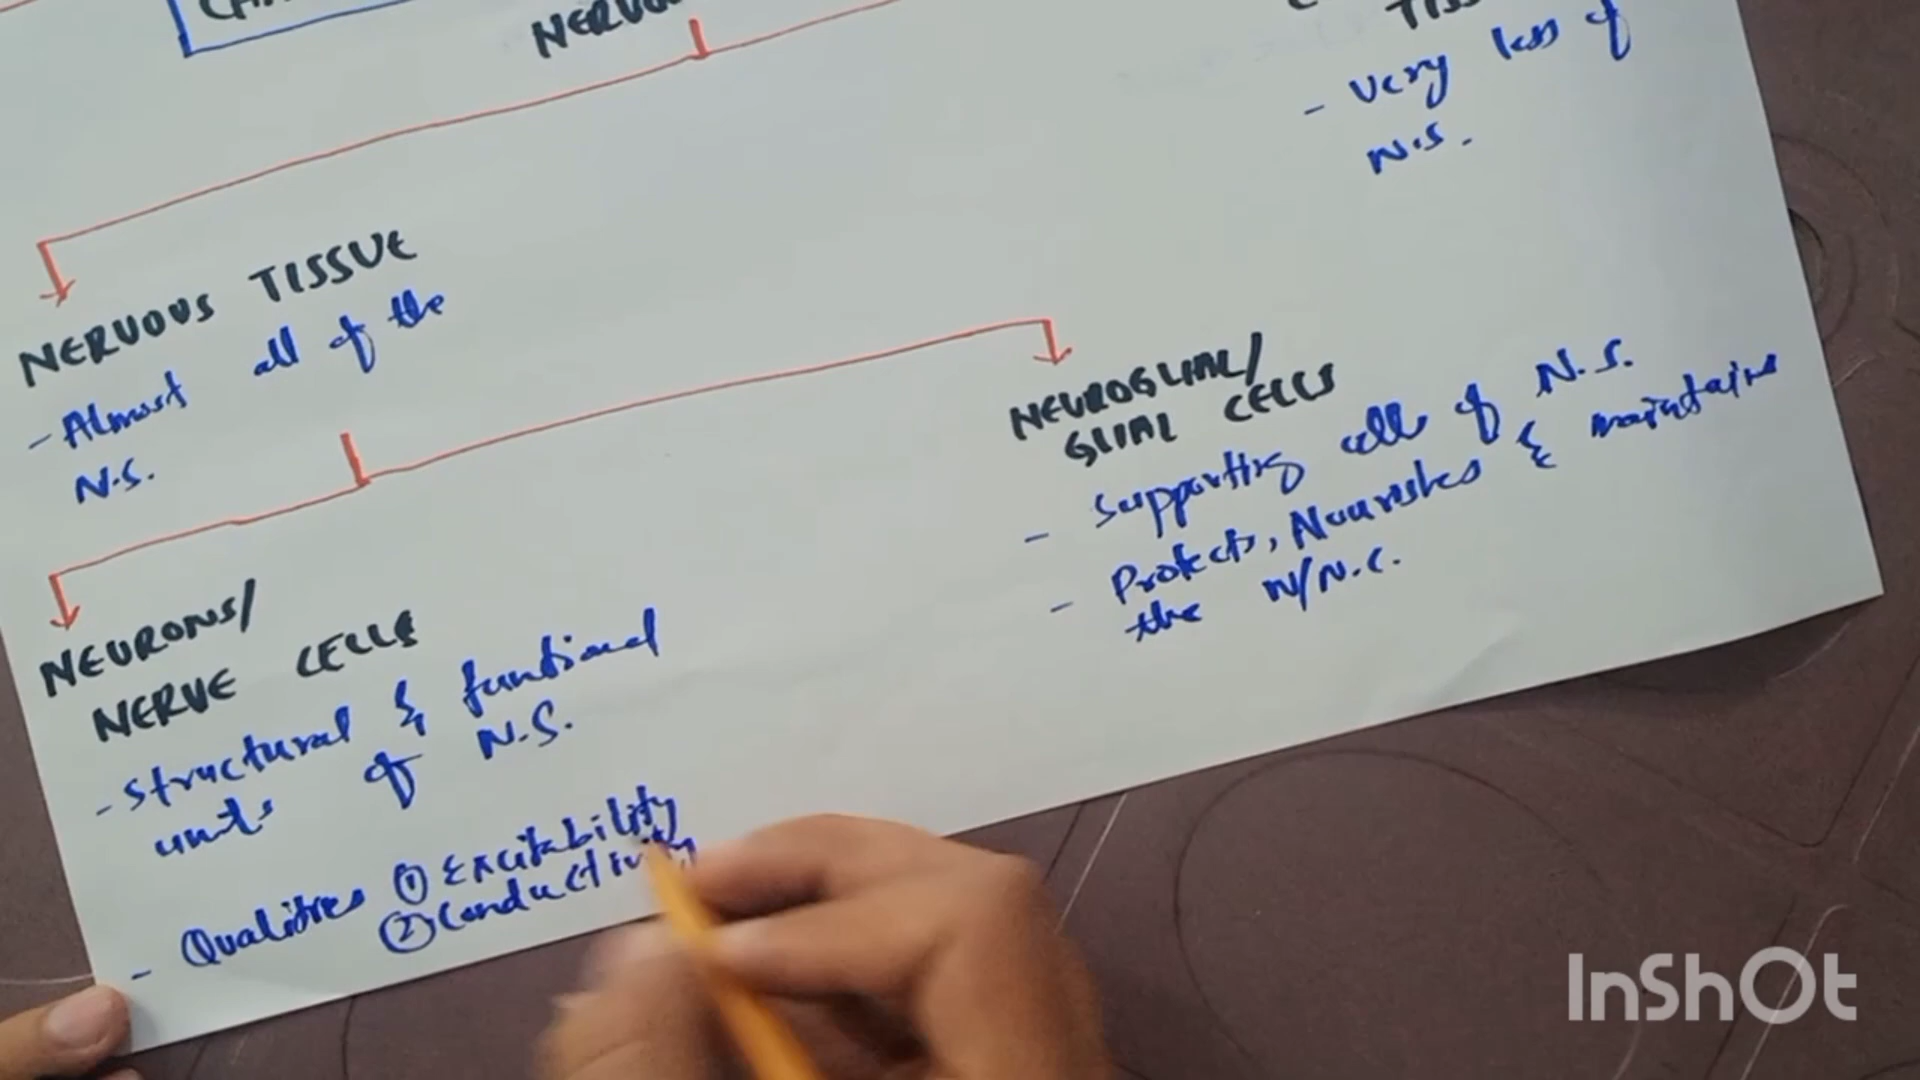 NERVOUS TISSUE
- Almost all of the
N.S.
- Very less of
N.S.
NEURONS/
NERVE CELLS
- structural & functional
units of N.S.
- Qualities ① Excitability
② Conductivity
NEUROGLIAL/
GLIAL CELLS
- Supporting cells of N.S.
- Protects, Nourishes & maintains
the N/N.C.
InShOt